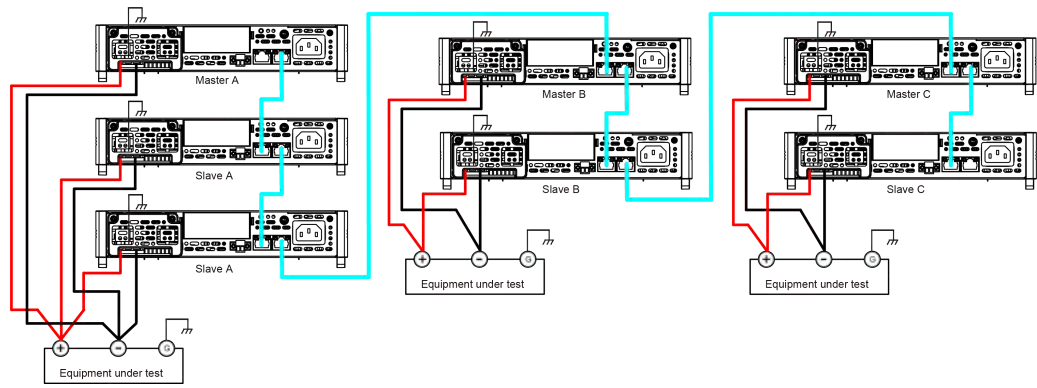 Master A
Slave A
Slave A
+ - G
Equipment under test
Master B
Slave B
+ - G
Equipment under test
Master C
Slave C
+ - G
Equipment under test